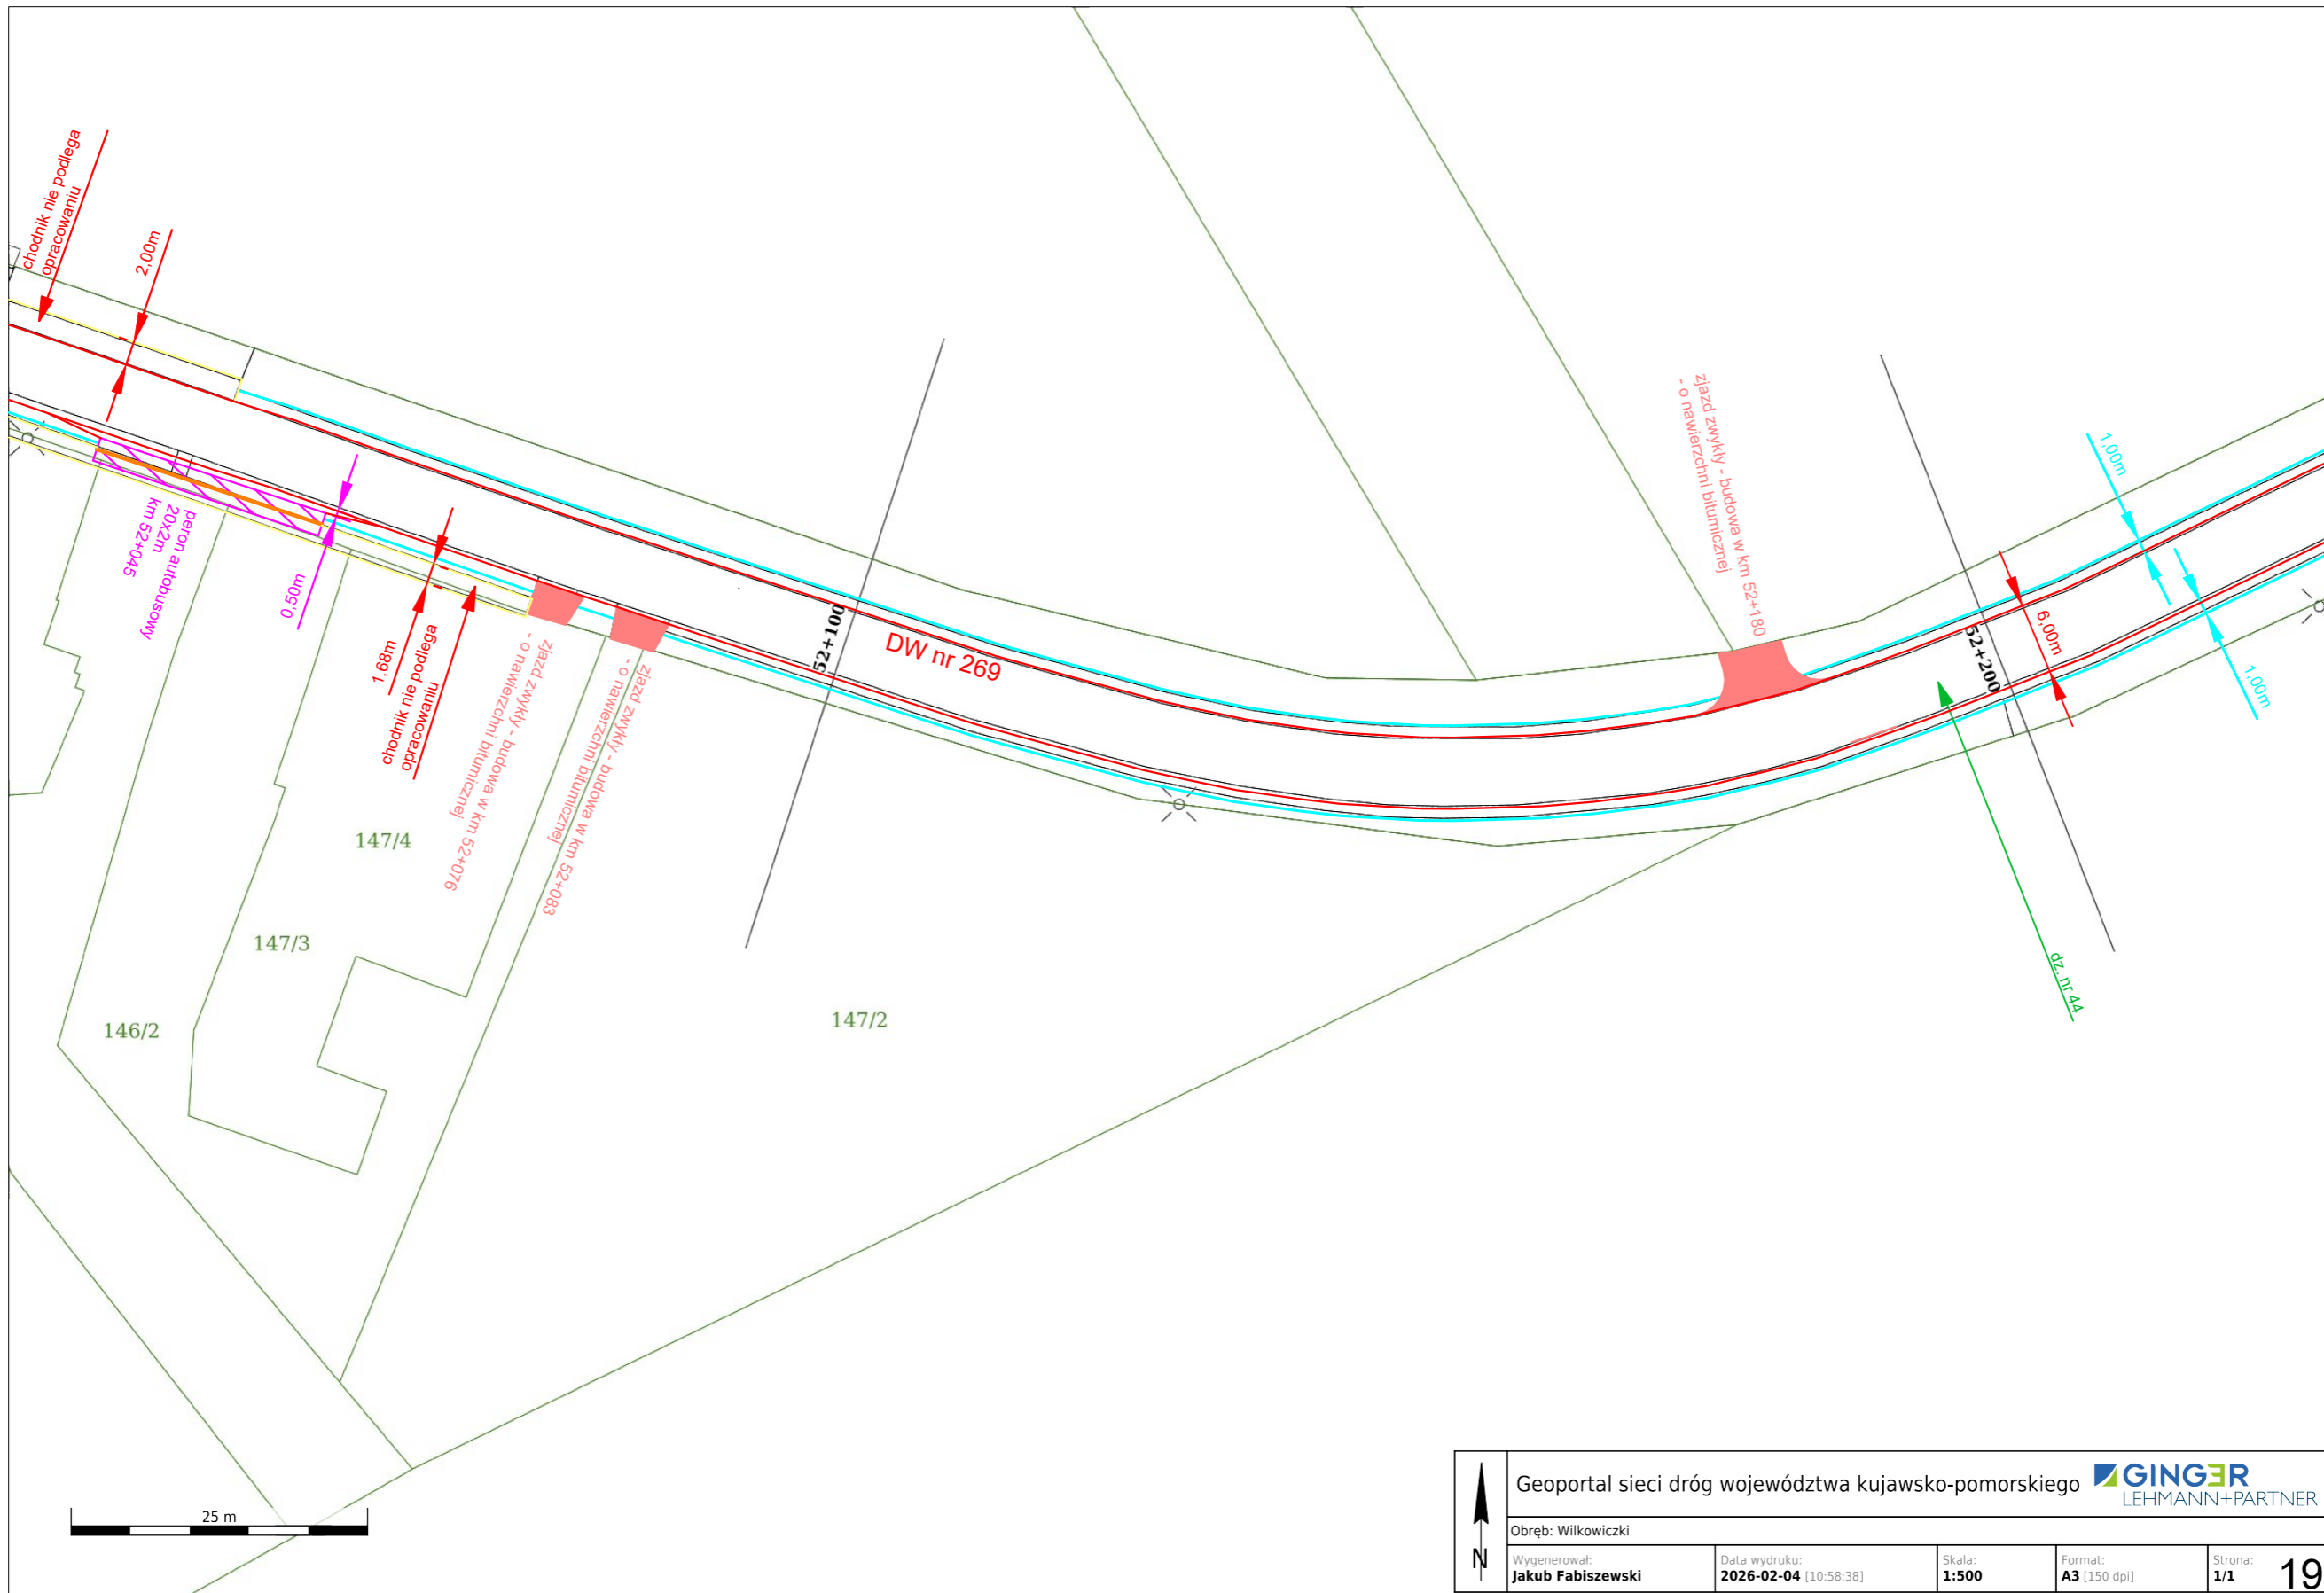 chodnik nie podlega
opracowaniu
2,00m
peron autobusowy
20x2m
km 52+045
0,50m
1,68m
chodnik nie podlega
opracowaniu
zjazd zwykły - budowa w km 52+076
- o nawierzchni bitumicznej
zjazd zwykły - budowa w km 52+083
- o nawierzchni bitumicznej
52+100
DW nr 269
zjazd zwykły - budowa w km 52+180
- o nawierzchni bitumicznej
52+200
6,00m
1,00m
1,00m
dz. nr 44
147/4
147/3
146/2
147/2
25 m
N
Geoportal sieci dróg województwa kujawsko-pomorskiego
GINGER
LEHMANN+PARTNER
Obręb: Wilkowiczki
Wygenerował:
Jakub Fabiszewski
Data wydruku:
2026-02-04 [10:58:38]
Skala:
1:500
Format:
A3 [150 dpi]
Strona:
1/1
19